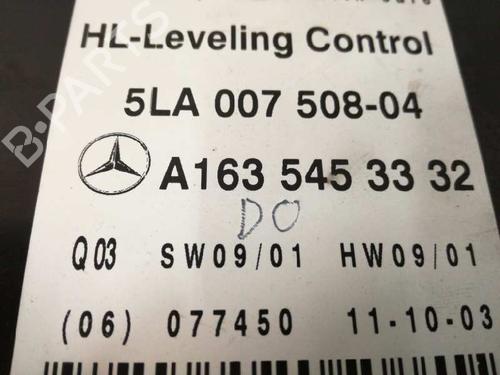 HL-Leveling Control
5LA 007 508-04
A163 545 33 32
DO
Q03 SW09/01 HW09/01
(06) 077450 11-10-03
B-PARTS